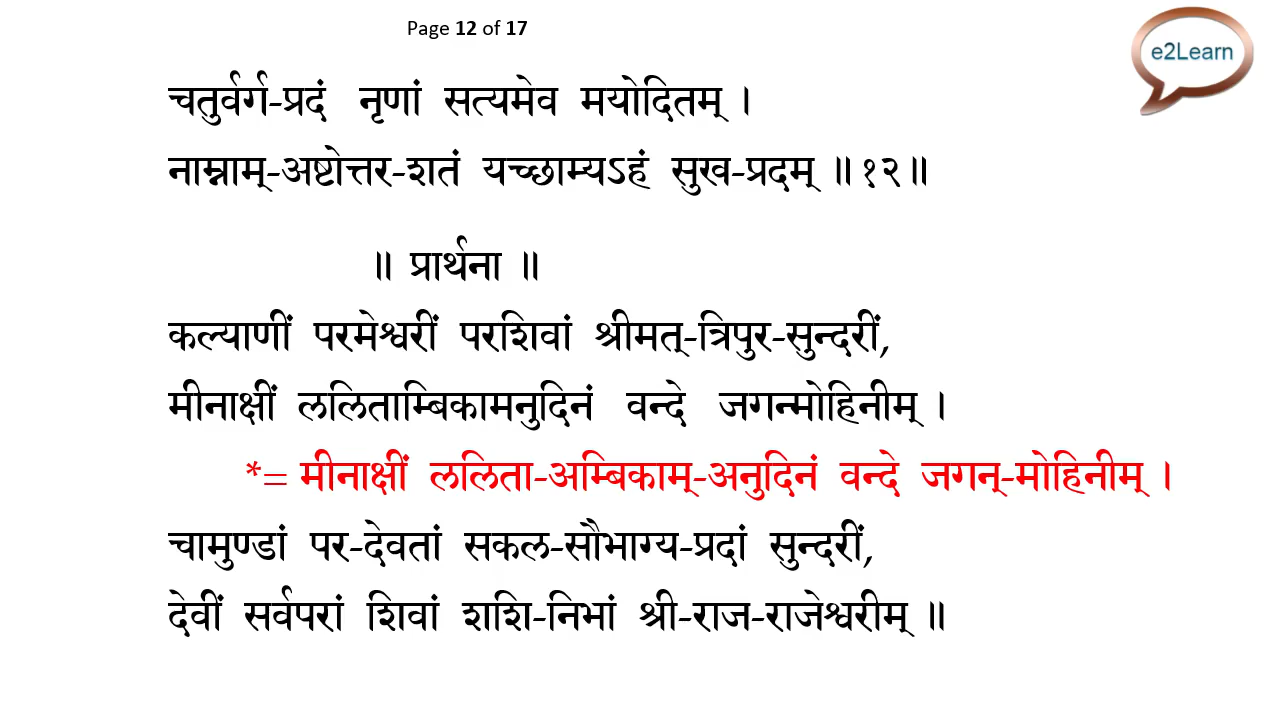 Page 12 of 17
e2Learn
चतुर्वर्ग-प्रदं नृणां सत्यमेव मयोदितम् ।
नाम्नाम्-अष्टोत्तर-शतं यच्छाम्यऽहं सुख-प्रदम् ॥१२॥
॥ प्रार्थना ॥
कल्याणीं परमेश्वरीं परशिवां श्रीमत्-त्रिपुर-सुन्दरीं,
मीनाक्षीं ललिताम्बिकामनुदिनं वन्दे जगन्मोहिनीम् ।
*= मीनाक्षीं ललिता-अम्बिकाम्-अनुदिनं वन्दे जगन्-मोहिनीम् ।
चामुण्डां पर-देवतां सकल-सौभाग्य-प्रदां सुन्दरीं,
देवीं सर्वपरां शिवां शशि-निभां श्री-राज-राजेश्वरीम् ॥